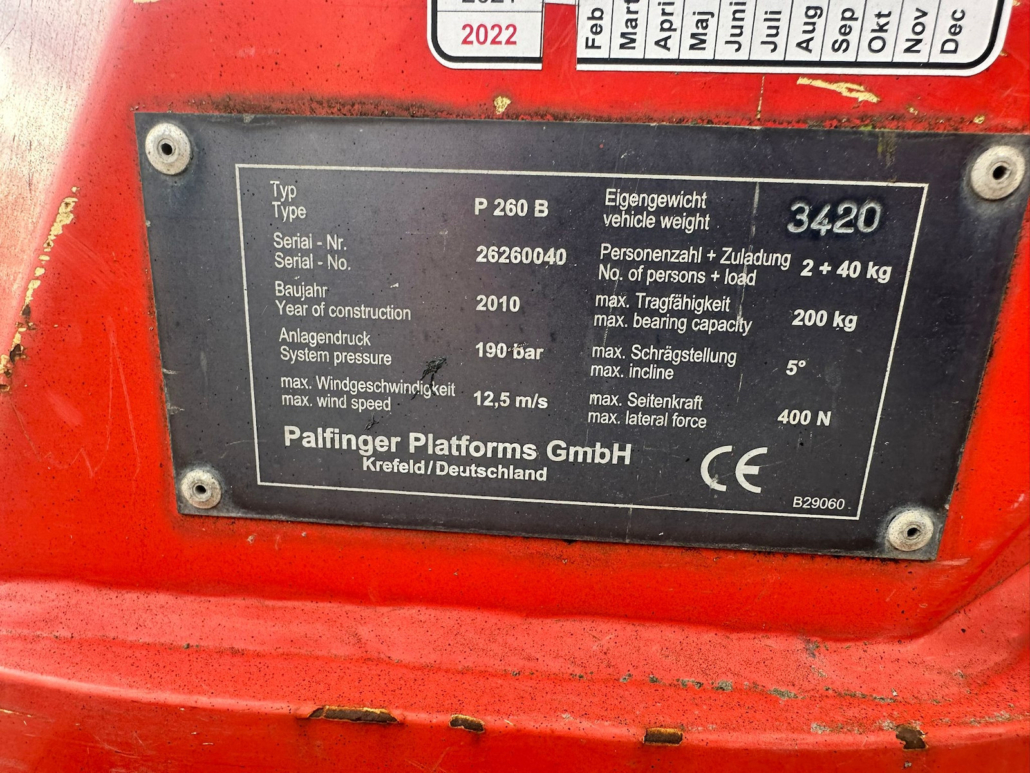 2022
Feb
Mart
April
Maj
Juni
Juli
Aug
Sep
Okt
Nov
Dec
Typ
Type P 260 B
Serial - Nr.
Serial - No. 26260040
Baujahr
Year of construction 2010
Anlagendruck
System pressure 190 bar
max. Windgeschwindigkeit
max. wind speed 12,5 m/s
Eigengewicht
vehicle weight 3420
Personenzahl + Zuladung
No. of persons + load 2 + 40 kg
max. Tragfähigkeit
max. bearing capacity 200 kg
max. Schrägstellung
max. incline 5°
max. Seitenkraft
max. lateral force 400 N
Palfinger Platforms GmbH
Krefeld/Deutschland
CE
B29060